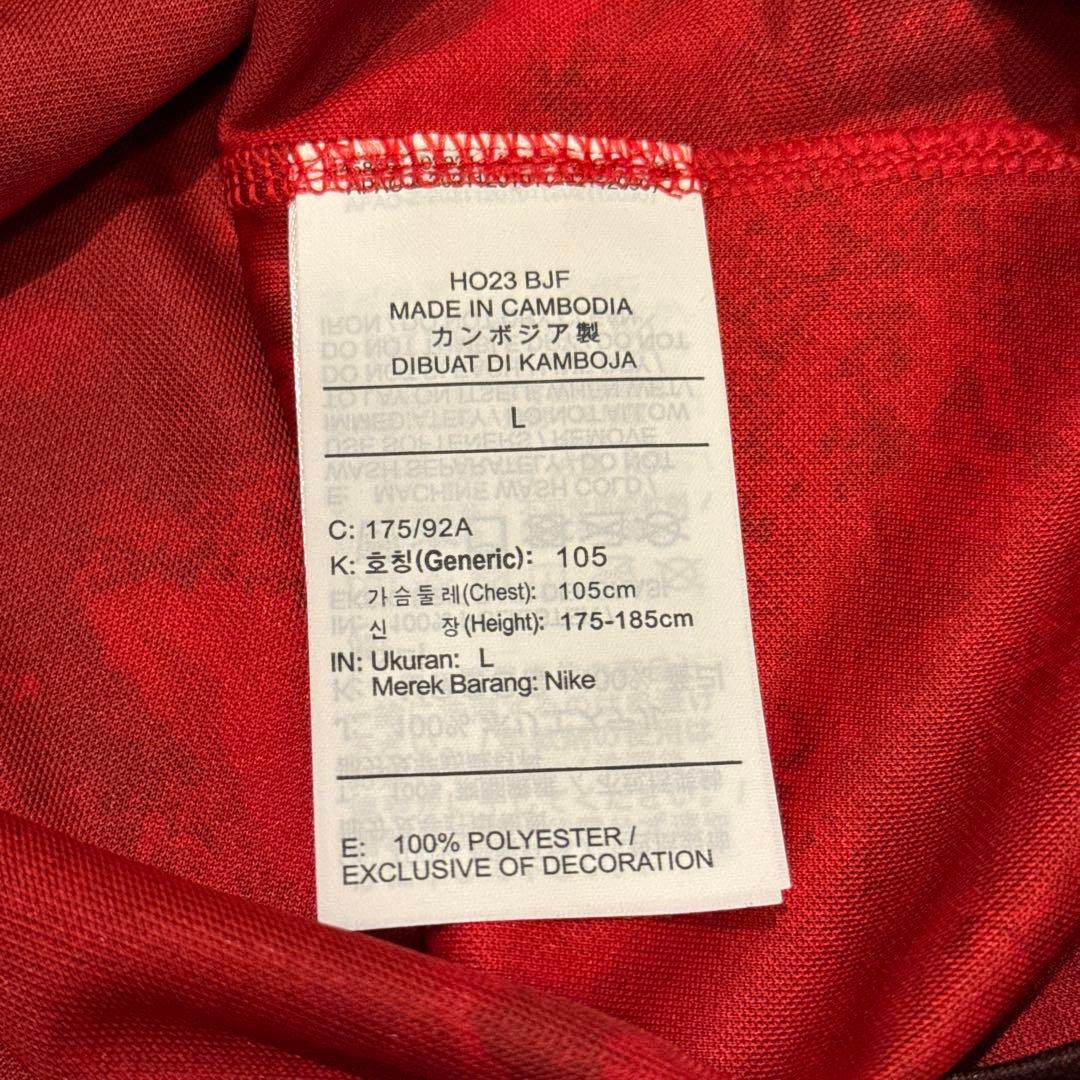 HO23 BJF
MADE IN CAMBODIA
カンボジア製
DIBUAT DI KAMBOJA
L
C: 175/92A
K: 호칭(Generic): 105
가슴둘레(Chest): 105cm
신 장(Height): 175-185cm
IN: Ukuran: L
Merek Barang: Nike
E: 100% POLYESTER /
EXCLUSIVE OF DECORATION